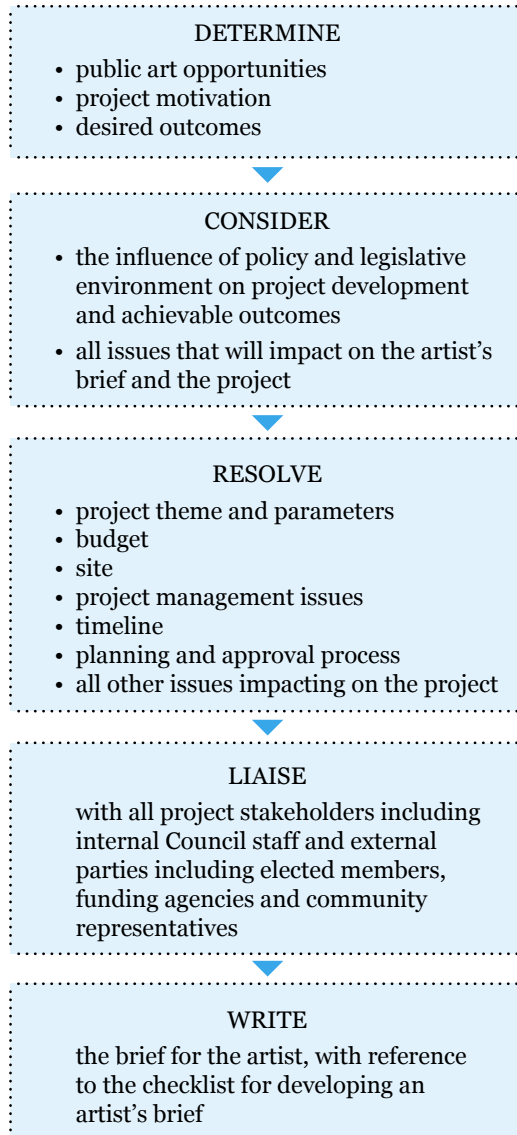 DETERMINE
• public art opportunities
• project motivation
• desired outcomes
CONSIDER
• the influence of policy and legislative
environment on project development
and achievable outcomes
• all issues that will impact on the artist’s
brief and the project
RESOLVE
• project theme and parameters
• budget
• site
• project management issues
• timeline
• planning and approval process
• all other issues impacting on the project
LIAISE
with all project stakeholders including
internal Council staff and external
parties including elected members,
funding agencies and community
representatives
WRITE
the brief for the artist, with reference
to the checklist for developing an
artist’s brief